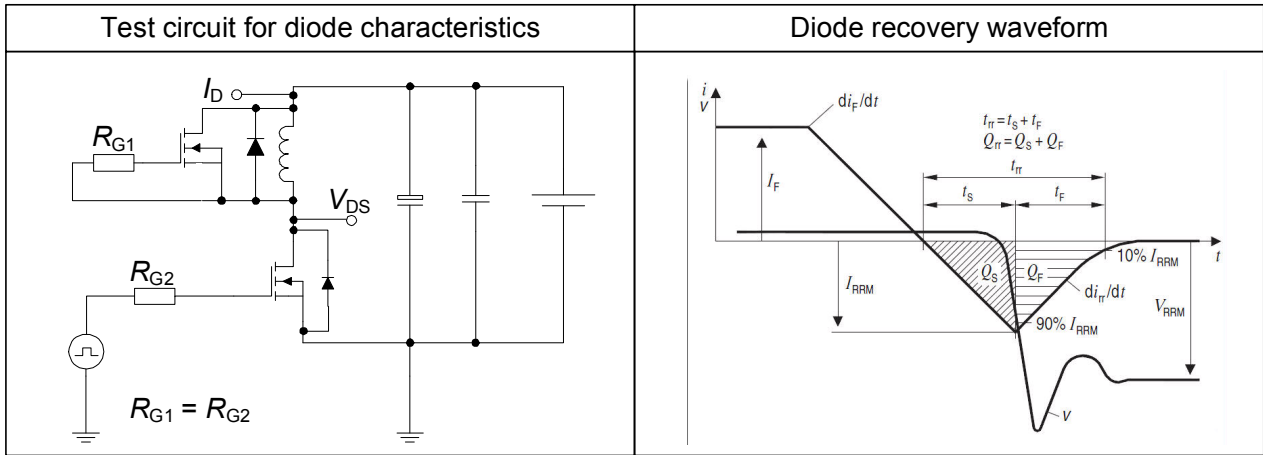 Test circuit for diode characteristics
Diode recovery waveform
I_D
R_G1
V_DS
R_G2
R_G1 = R_G2
i
V
di_F/dt
t_rr = t_S + t_F
Q_rr = Q_S + Q_F
t_rr
t_S
t_F
I_F
I_RRM
Q_S
Q_F
10% I_RRM
t
di_rr/dt
V_RRM
90% I_RRM
V